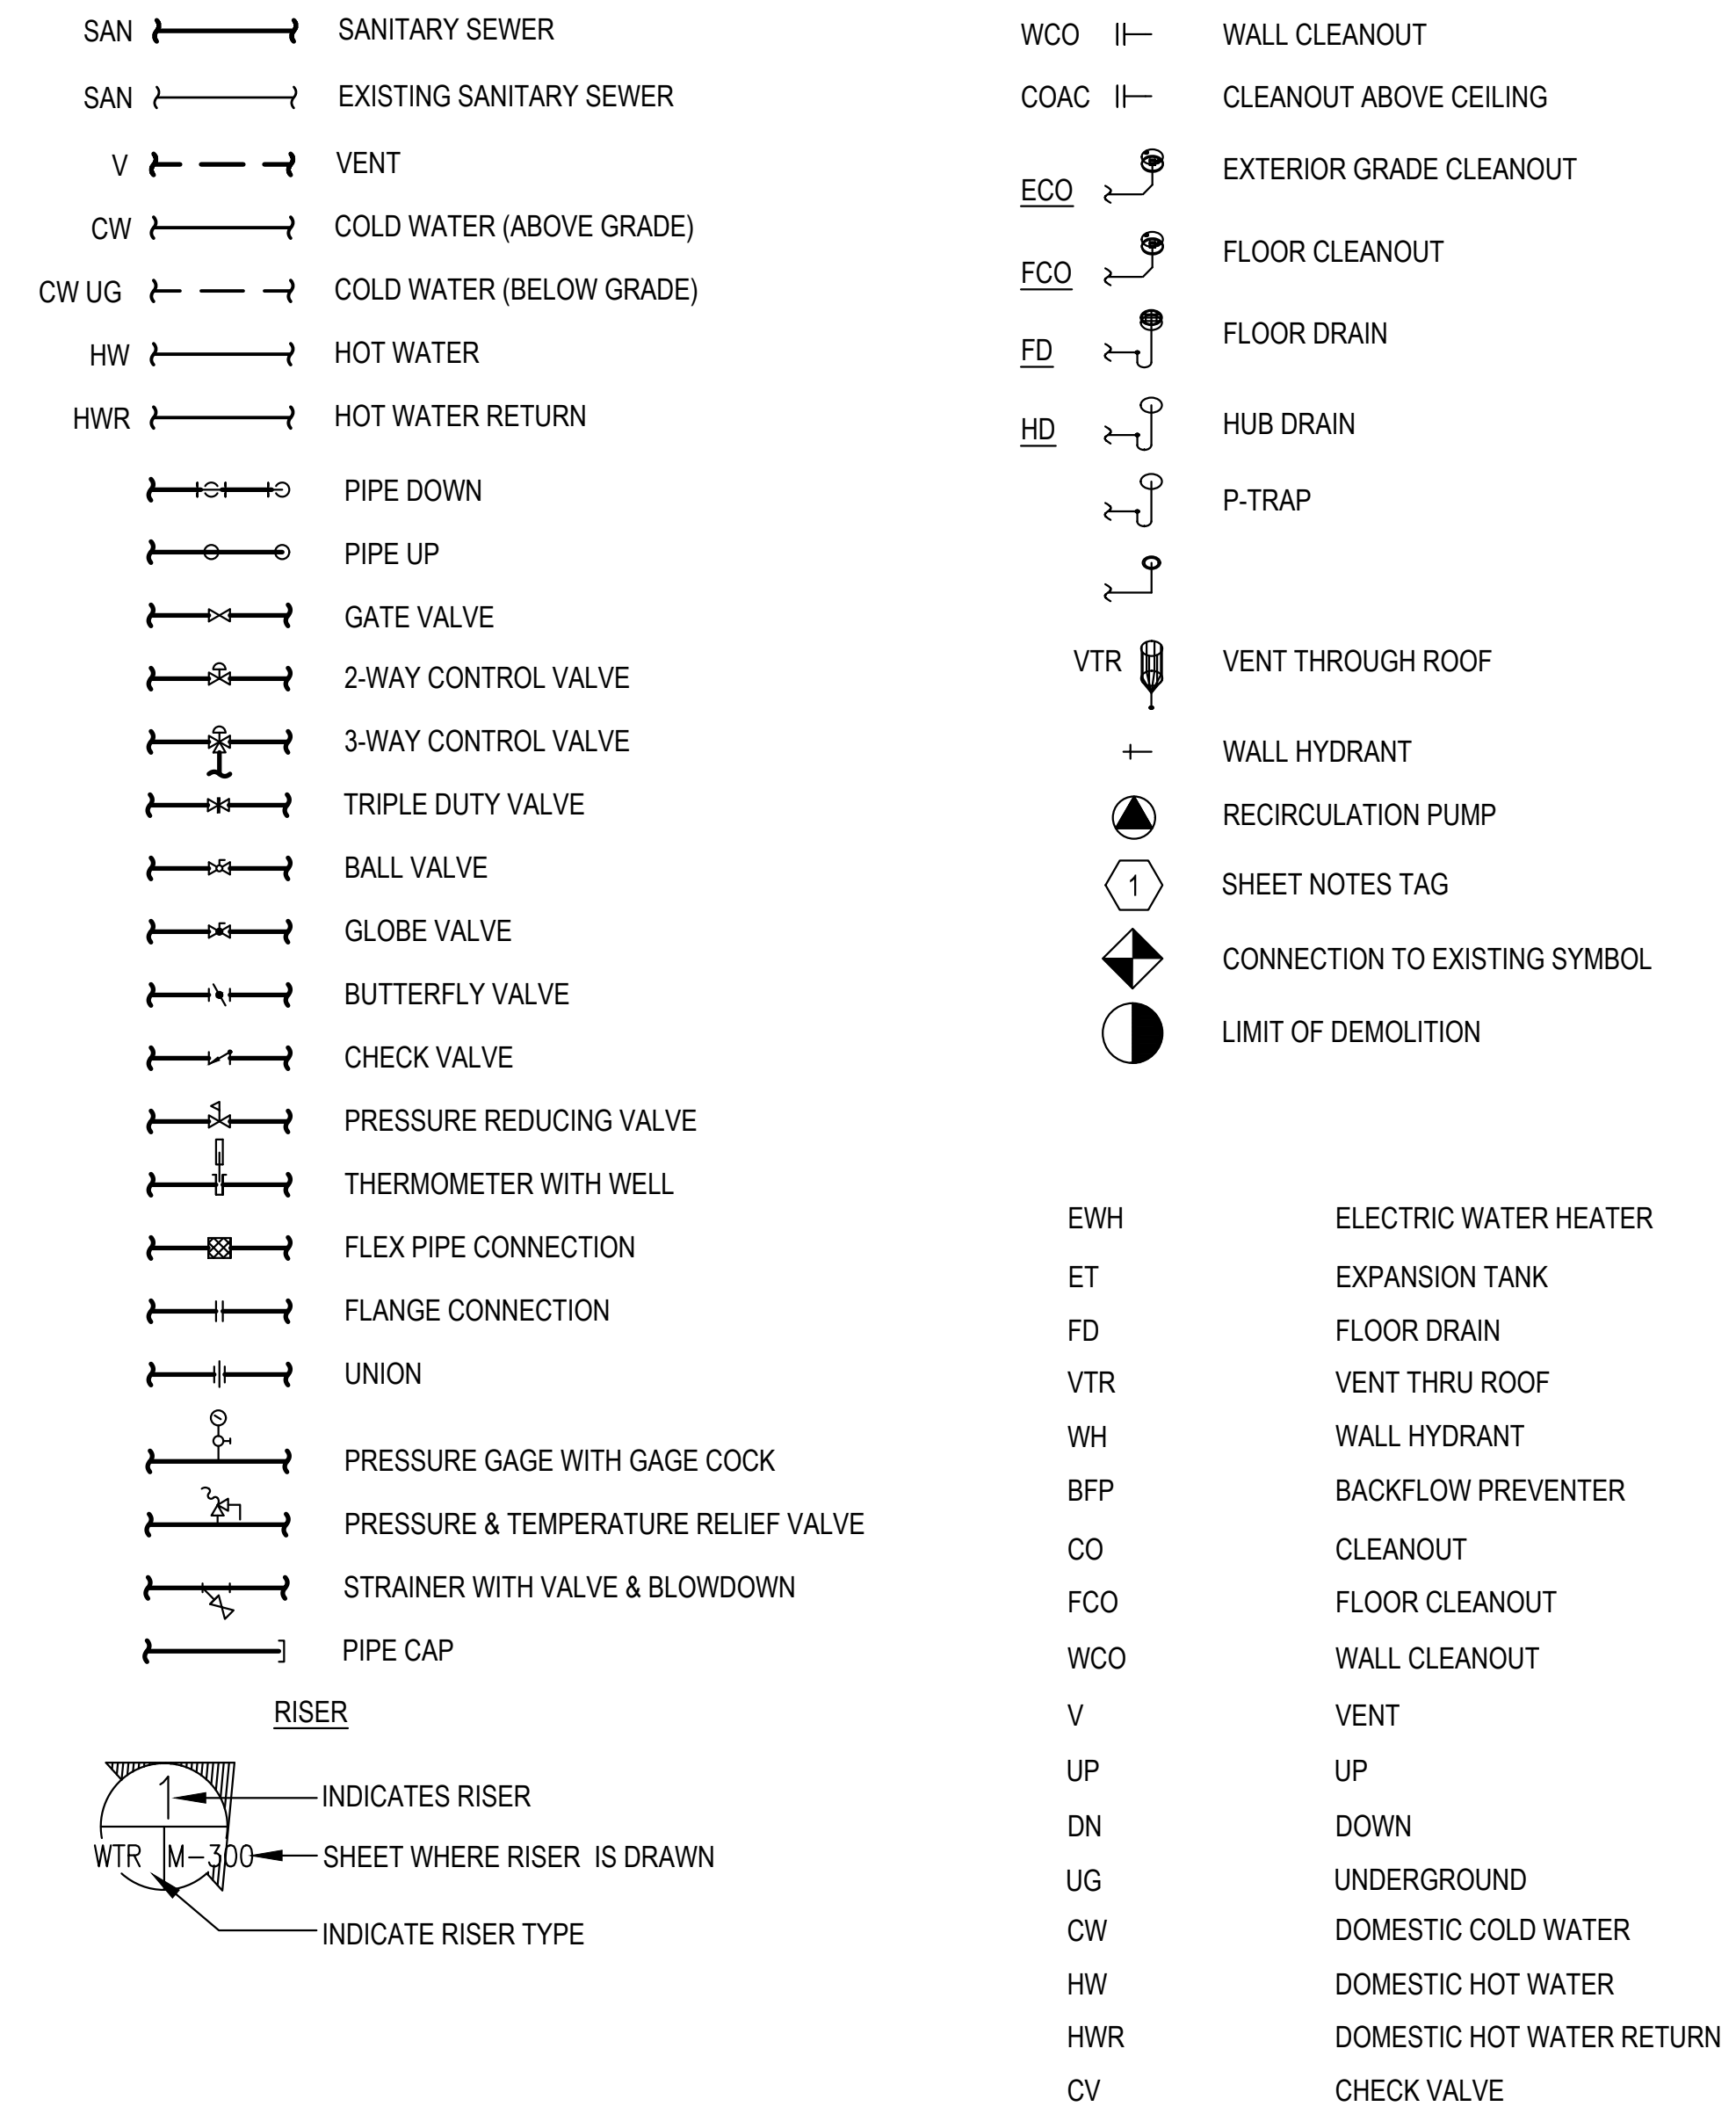 SAN SANITARY SEWER
SAN EXISTING SANITARY SEWER
V VENT
CW COLD WATER (ABOVE GRADE)
CW UG COLD WATER (BELOW GRADE)
HW HOT WATER
HWR HOT WATER RETURN
PIPE DOWN
PIPE UP
GATE VALVE
2-WAY CONTROL VALVE
3-WAY CONTROL VALVE
TRIPLE DUTY VALVE
BALL VALVE
GLOBE VALVE
BUTTERFLY VALVE
CHECK VALVE
PRESSURE REDUCING VALVE
THERMOMETER WITH WELL
FLEX PIPE CONNECTION
FLANGE CONNECTION
UNION
PRESSURE GAGE WITH GAGE COCK
PRESSURE & TEMPERATURE RELIEF VALVE
STRAINER WITH VALVE & BLOWDOWN
PIPE CAP
RISER
1 INDICATES RISER
WTR M-300 SHEET WHERE RISER IS DRAWN
INDICATE RISER TYPE
WCO WALL CLEANOUT
COAC CLEANOUT ABOVE CEILING
ECO EXTERIOR GRADE CLEANOUT
FCO FLOOR CLEANOUT
FD FLOOR DRAIN
HD HUB DRAIN
P-TRAP
VTR VENT THROUGH ROOF
WALL HYDRANT
RECIRCULATION PUMP
1 SHEET NOTES TAG
CONNECTION TO EXISTING SYMBOL
LIMIT OF DEMOLITION
EWH ELECTRIC WATER HEATER
ET EXPANSION TANK
FD FLOOR DRAIN
VTR VENT THRU ROOF
WH WALL HYDRANT
BFP BACKFLOW PREVENTER
CO CLEANOUT
FCO FLOOR CLEANOUT
WCO WALL CLEANOUT
V VENT
UP UP
DN DOWN
UG UNDERGROUND
CW DOMESTIC COLD WATER
HW DOMESTIC HOT WATER
HWR DOMESTIC HOT WATER RETURN
CV CHECK VALVE